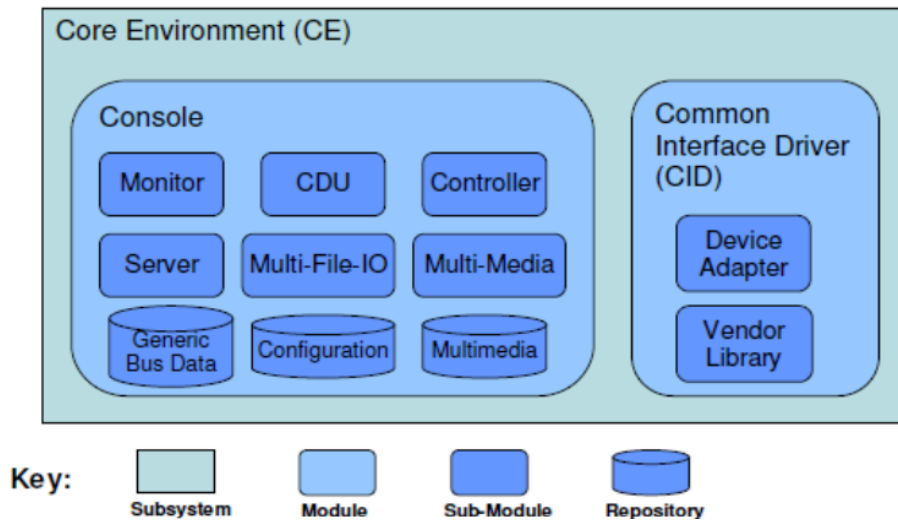 Core Environment (CE)
Console
Monitor
CDU
Controller
Server
Multi-File-IO
Multi-Media
Generic
Bus Data
Configuration
Multimedia
Common
Interface Driver
(CID)
Device
Adapter
Vendor
Library
Key:
Subsystem
Module
Sub-Module
Repository